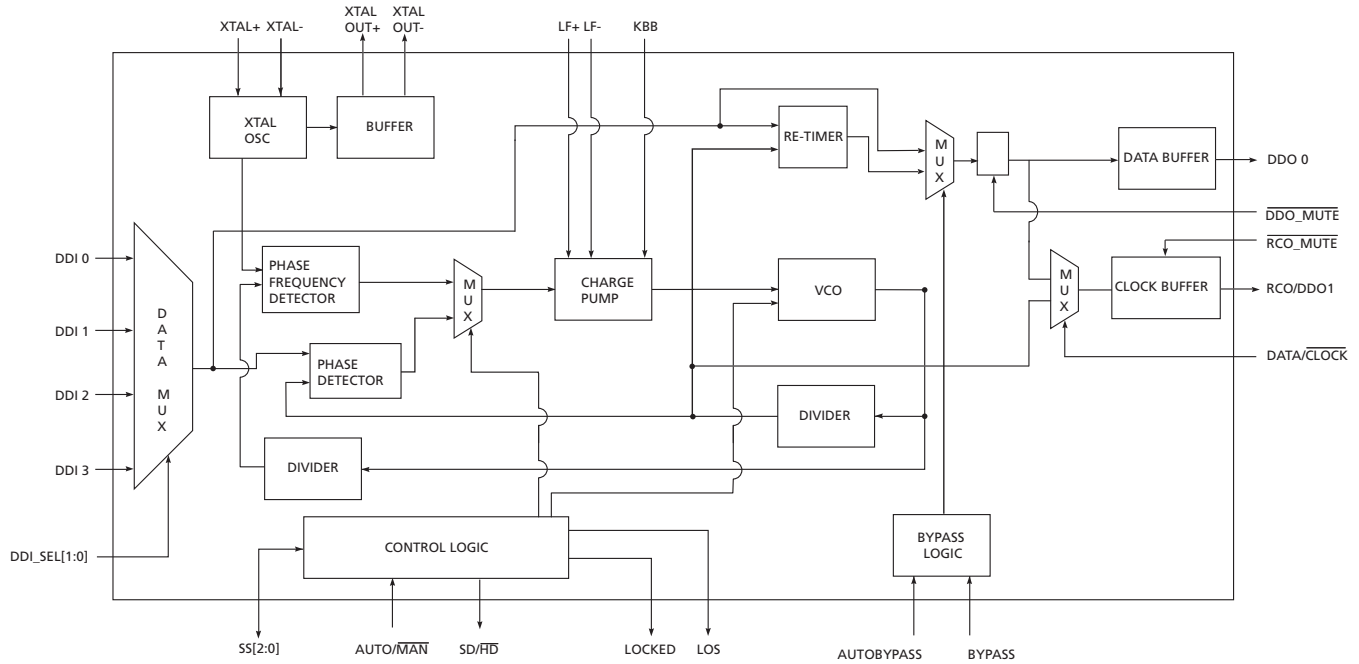 XTAL+ XTAL-
XTAL
OUT+
XTAL
OUT-
LF+ LF-
KBB
XTAL
OSC
BUFFER
RE-TIMER
MUX
DATA BUFFER
DDO 0
DDO_MUTE
RCO_MUTE
DDI 0
PHASE
FREQUENCY
DETECTOR
MUX
CHARGE
PUMP
VCO
MUX
CLOCK BUFFER
RCO/DDO1
DDI 1
DATA MUX
PHASE
DETECTOR
DATA/CLOCK
DDI 2
DIVIDER
DDI 3
DIVIDER
DDI_SEL[1:0]
CONTROL LOGIC
BYPASS
LOGIC
SS[2:0]
AUTO/MAN
SD/HD
LOCKED
LOS
AUTOBYPASS
BYPASS